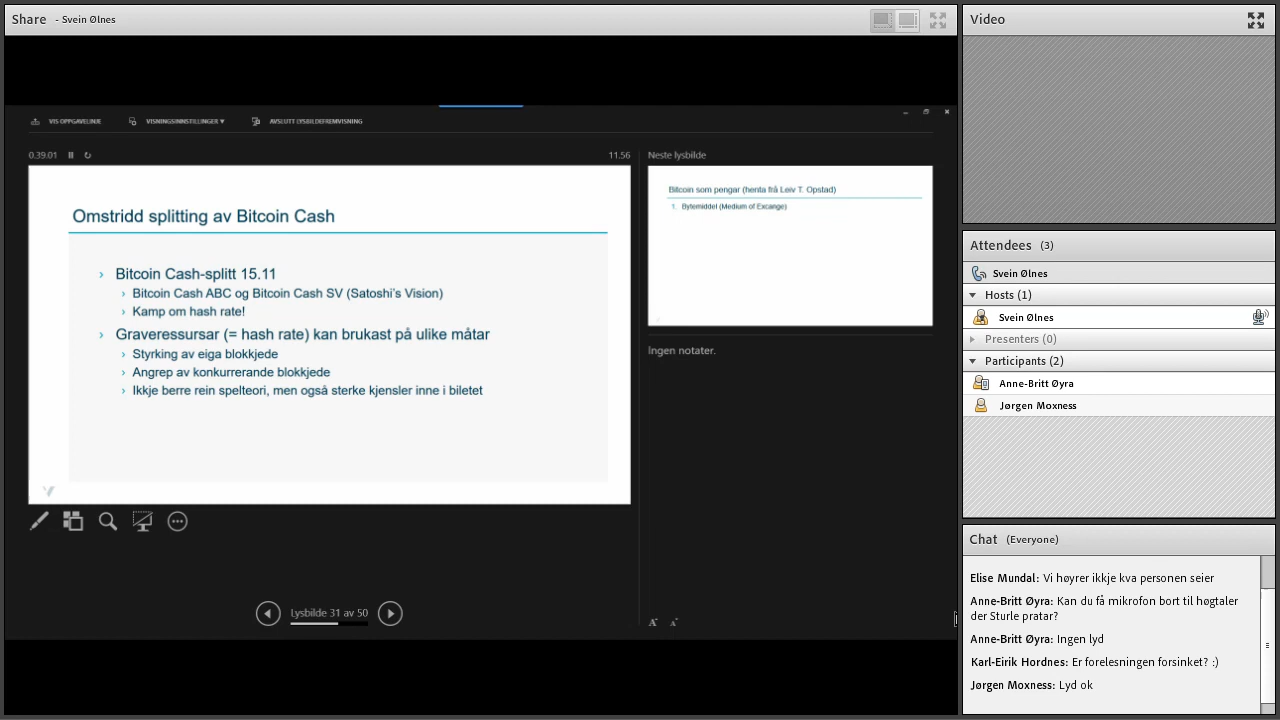 Share - Svein Ølnes
VIS OPPGAVELINJE
VISNINGSINNSTILLINGER ▼
AVSLUTT LYSBILDEFREMVISNING
0.39.01
11.56
Omstridd splitting av Bitcoin Cash
› Bitcoin Cash-splitt 15.11
› Bitcoin Cash ABC og Bitcoin Cash SV (Satoshi's Vision)
› Kamp om hash rate!
› Graveressursar (= hash rate) kan brukast på ulike måtar
› Styrking av eiga blokkjede
› Angrep av konkurrerande blokkjede
› Ikkje berre rein spelteori, men også sterke kjensler inne i biletet
Lysbilde 31 av 50
Neste lysbilde
Bitcoin som pengar (henta frå Leiv T. Opstad)
1. Bytemiddel (Medium of Excange)
Ingen notater.
A A
Video
Attendees (3)
Svein Ølnes
Hosts (1)
Svein Ølnes
Presenters (0)
Participants (2)
Anne-Britt Øyra
Jørgen Moxness
Chat (Everyone)
Elise Mundal: Vi høyrer ikkje kva personen seier
Anne-Britt Øyra: Kan du få mikrofon bort til høgtaler
der Sturle pratar?
Anne-Britt Øyra: Ingen lyd
Karl-Eirik Hordnes: Er forelesningen forsinket? :)
Jørgen Moxness: Lyd ok